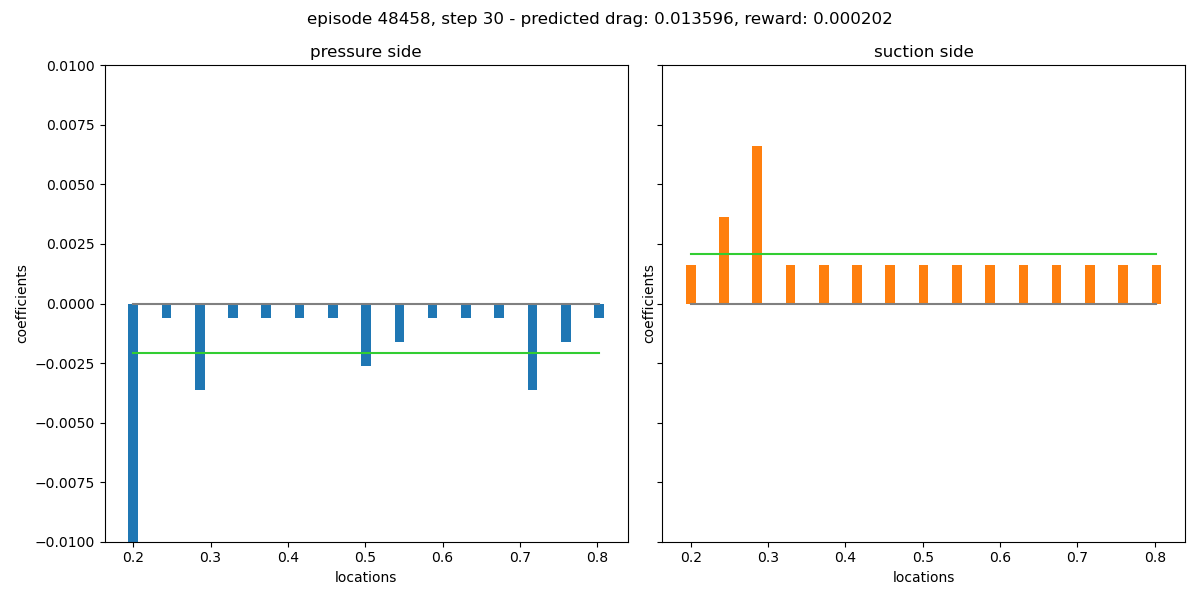 episode 48458, step 30 - predicted drag: 0.013596, reward: 0.000202
pressure side
suction side
0.0100
0.0075
0.0050
0.0025
0.0000
−0.0025
−0.0050
−0.0075
−0.0100
coefficients
coefficients
0.2 0.3 0.4 0.5 0.6 0.7 0.8
0.2 0.3 0.4 0.5 0.6 0.7 0.8
locations
locations